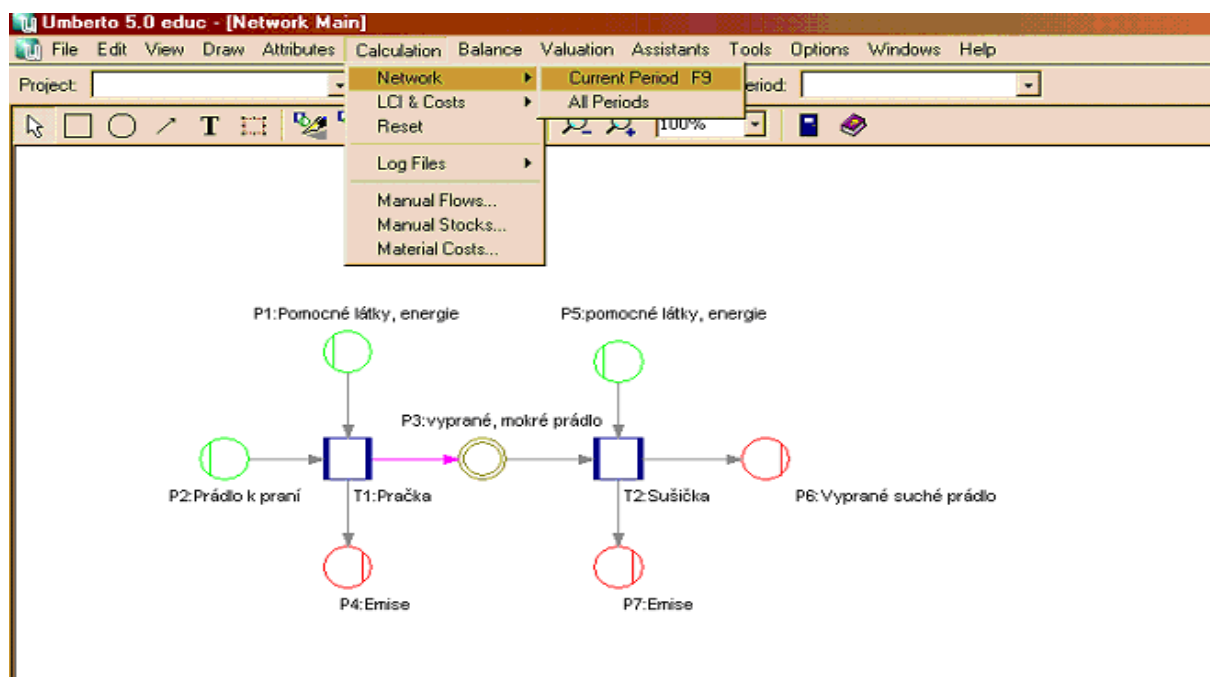 Umberto 5.0 educ - [Network Main]
File Edit View Draw Attributes Calculation Balance Valuation Assistants Tools Options Windows Help
Project: eriod:
Network Current Period F9
LCI & Costs All Periods
Reset 100%
Log Files
Manual Flows...
Manual Stocks...
Material Costs...
P1:Pomocné látky, energie P5:pomocné látky, energie
P3:vyprané, mokré prádlo
P2:Prádlo k praní T1:Pračka T2:Sušička P6:Vyprané suché prádlo
P4:Emise P7:Emise